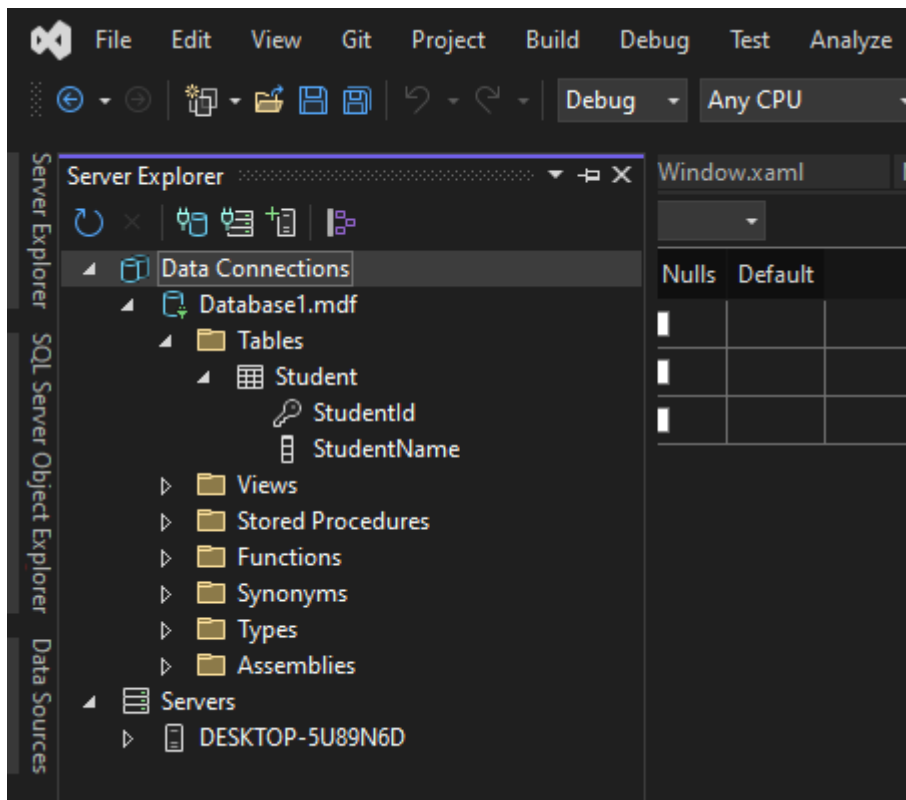 File Edit View Git Project Build Debug Test Analyze
Debug Any CPU
Server Explorer
SQL Server Object Explorer
Data Sources
Server Explorer
Data Connections
Database1.mdf
Tables
Student
StudentId
StudentName
Views
Stored Procedures
Functions
Synonyms
Types
Assemblies
Servers
DESKTOP-5U89N6D
Window.xaml
Nulls Default